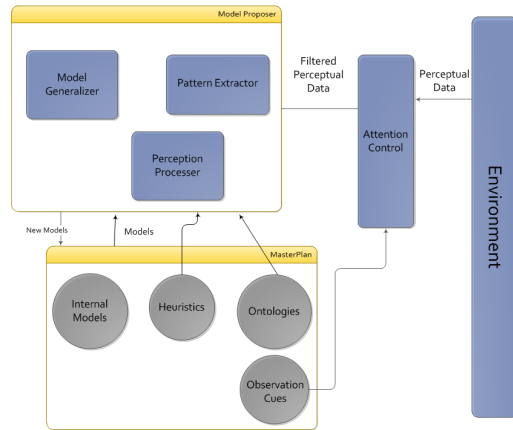 Model Proposer
Model
Generalizer
Pattern Extractor
Perception
Processer
Filtered
Perceptual
Data
Attention
Control
Perceptual
Data
Environment
New Models
Models
MasterPlan
Internal
Models
Heuristics
Ontologies
Observation
Cues